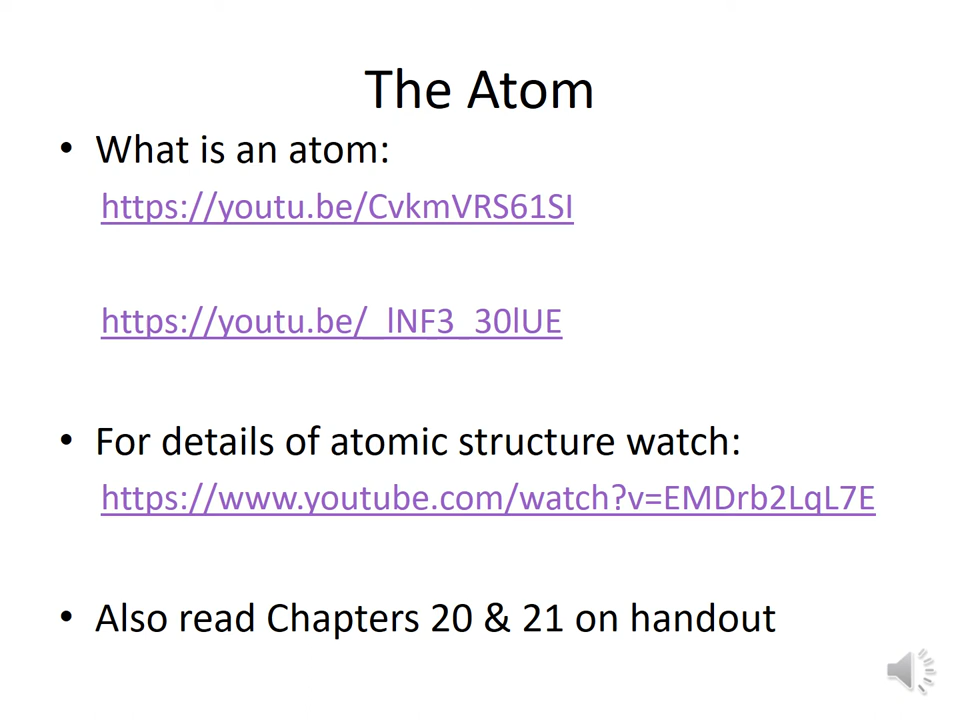 The Atom
• What is an atom:
https://youtu.be/CvkmVRS61SI
https://youtu.be/_lNF3_30lUE
• For details of atomic structure watch:
https://www.youtube.com/watch?v=EMDrb2LqL7E
• Also read Chapters 20 & 21 on handout